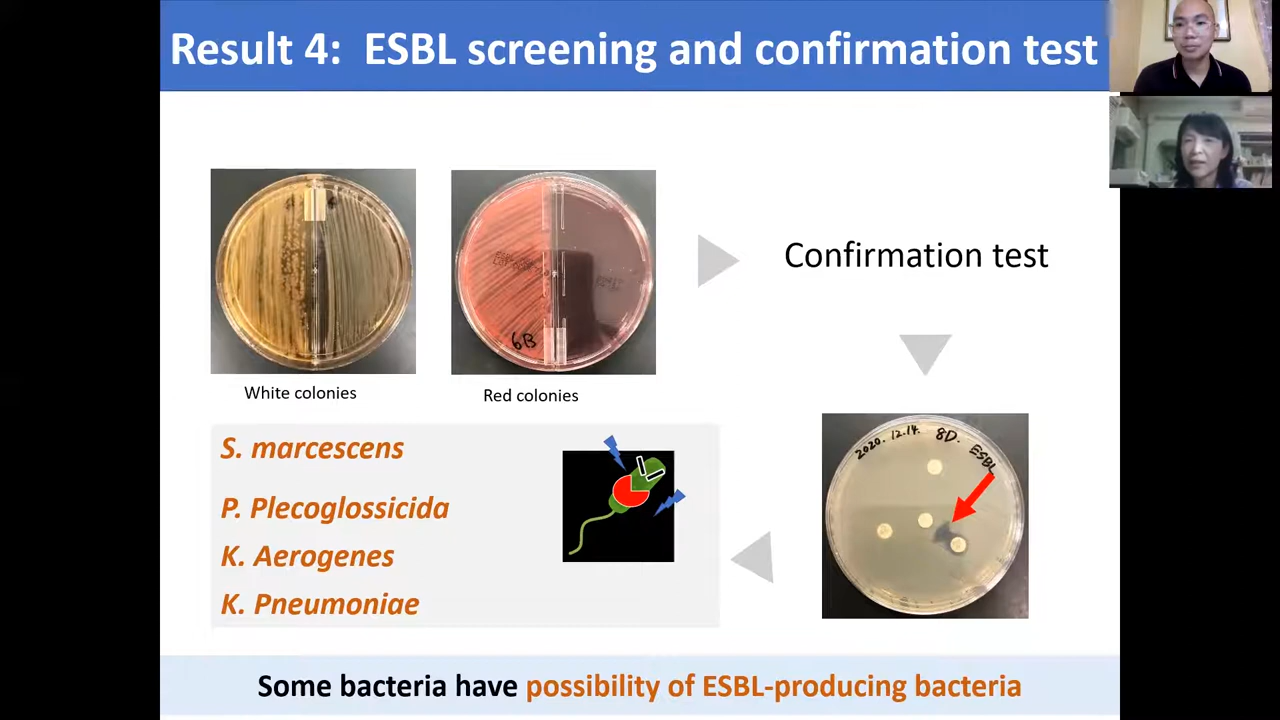 Result 4: ESBL screening and confirmation test
White colonies
Red colonies
6B
Confirmation test
2020.12.14. 8D. ESBL
S. marcescens
P. Plecoglossicida
K. Aerogenes
K. Pneumoniae
Some bacteria have possibility of ESBL-producing bacteria